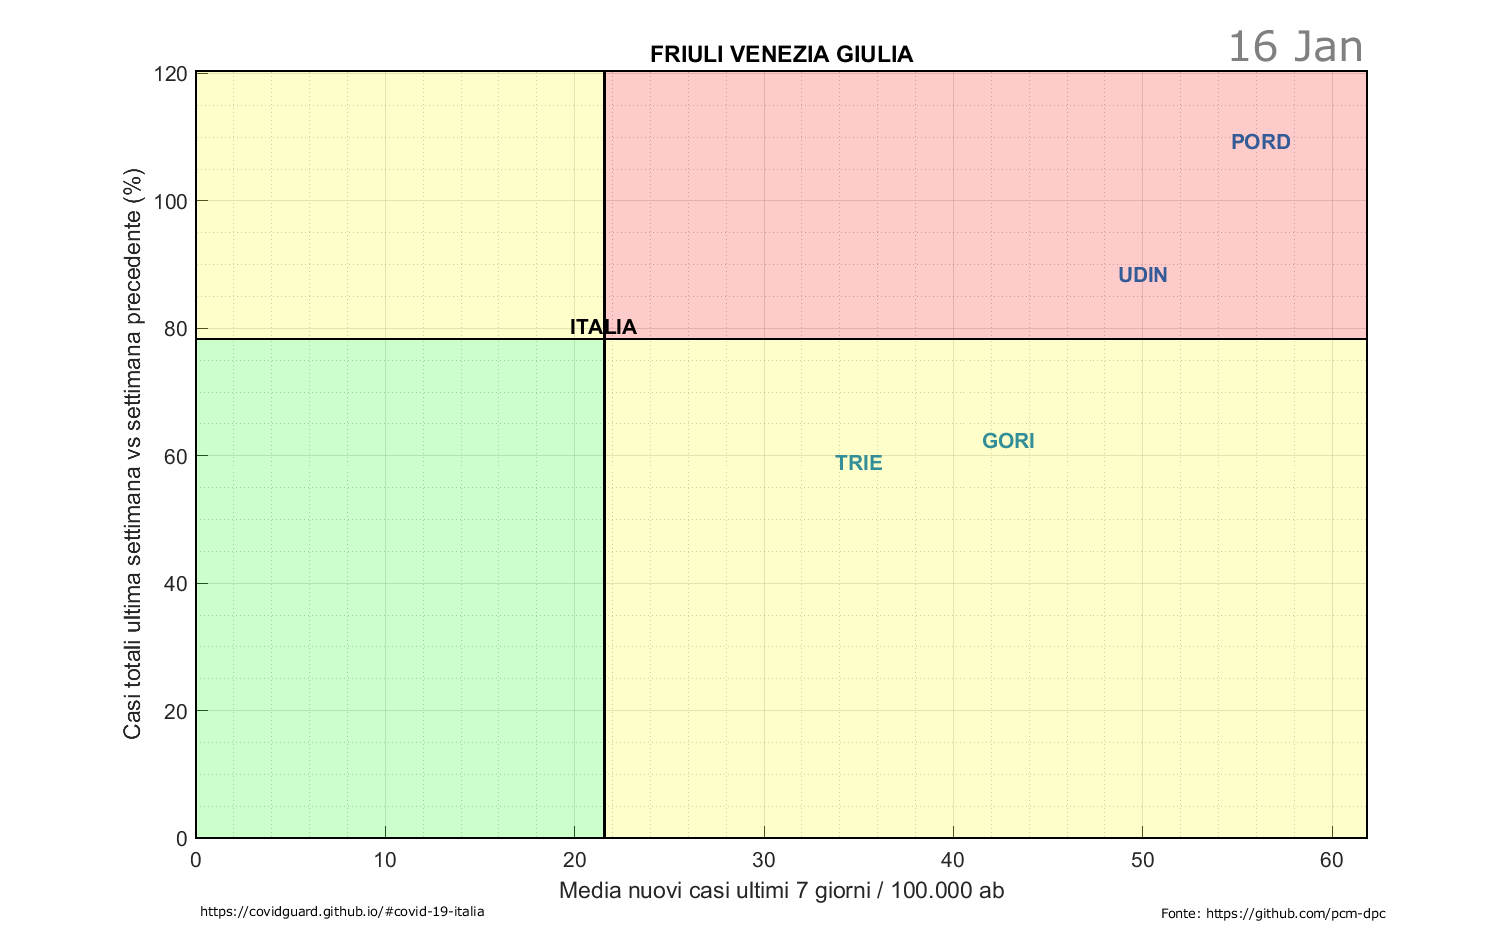 FRIULI VENEZIA GIULIA
16 Jan
120
100
80
60
40
20
0
Casi totali ultima settimana vs settimana precedente (%)
PORD
UDIN
ITALIA
GORI
TRIE
0 10 20 30 40 50 60
Media nuovi casi ultimi 7 giorni / 100.000 ab
https://covidguard.github.io/#covid-19-italia
Fonte: https://github.com/pcm-dpc